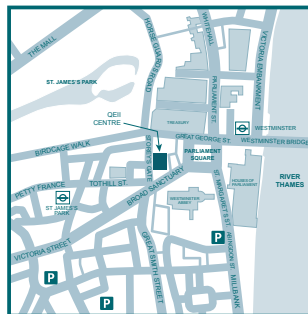 THE MALL
HORSE GUARDS ROAD
WHITEHALL
VICTORIA EMBANKMENT
ST. JAMES'S PARK
PARLIAMENT ST.
QEII
CENTRE
TREASURY
WESTMINSTER
GREAT GEORGE ST.
WESTMINSTER BRIDGE
BIRDCAGE WALK
STOREY'S GATE
PARLIAMENT
SQUARE
PETTY FRANCE
TOTHILL ST.
BROAD SANCTUARY
ST. MARGARET'S ST.
HOUSES OF
PARLIAMENT
RIVER
THAMES
ST JAMES'S
PARK
WESTMINSTER
ABBEY
VICTORIA STREET
GREAT SMITH STREET
ABINGDON ST.
MILLBANK
P
P
P